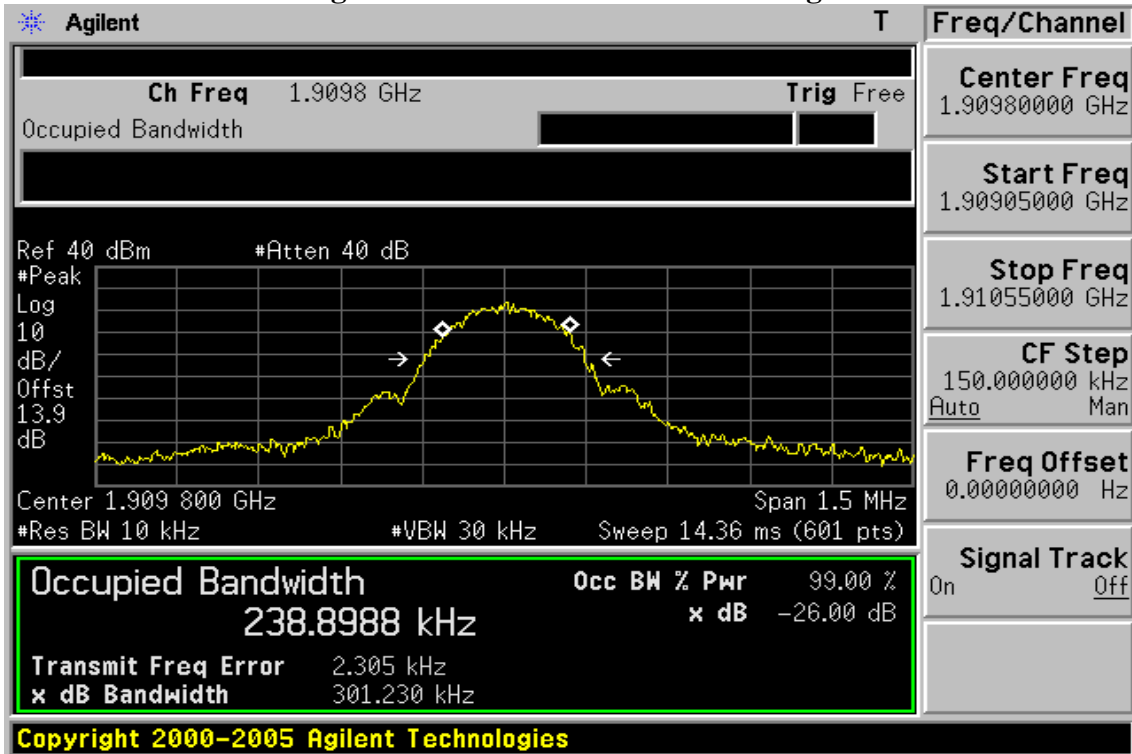 Agilent T
Freq/Channel
Ch Freq 1.9098 GHz Trig Free
Occupied Bandwidth
Center Freq
1.90980000 GHz
Start Freq
1.90905000 GHz
Stop Freq
1.91055000 GHz
CF Step
150.000000 kHz
Auto Man
Freq Offset
0.00000000 Hz
Signal Track
On Off
Ref 40 dBm #Atten 40 dB
#Peak
Log
10
dB/
Offst
13.9
dB
Center 1.909 800 GHz Span 1.5 MHz
#Res BW 10 kHz #VBW 30 kHz Sweep 14.36 ms (601 pts)
Occupied Bandwidth Occ BW % Pwr 99.00 %
238.8988 kHz x dB -26.00 dB
Transmit Freq Error 2.305 kHz
x dB Bandwidth 301.230 kHz
Copyright 2000-2005 Agilent Technologies